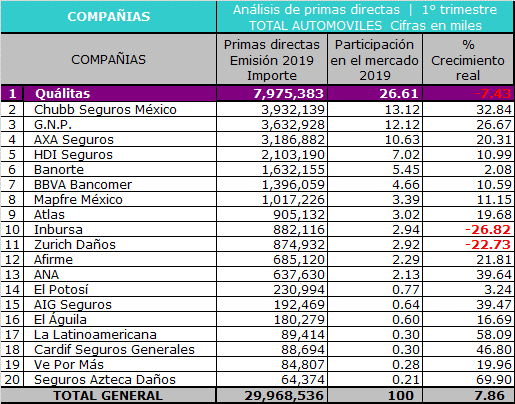 COMPAÑIAS Análisis de primas directas | 1º trimestre
TOTAL AUTOMOVILES Cifras en miles
COMPAÑIAS Primas directas Emisión 2019 Importe Participación en el mercado 2019 % Crecimiento real
1 Quálitas 7,975,383 26.61 -7.43
2 Chubb Seguros México 3,932,139 13.12 32.84
3 G.N.P. 3,632,928 12.12 26.67
4 AXA Seguros 3,186,882 10.63 20.31
5 HDI Seguros 2,103,190 7.02 10.99
6 Banorte 1,632,155 5.45 2.08
7 BBVA Bancomer 1,396,059 4.66 10.59
8 Mapfre México 1,017,226 3.39 11.15
9 Atlas 905,132 3.02 19.68
10 Inbursa 882,116 2.94 -26.82
11 Zurich Daños 874,932 2.92 -22.73
12 Afirme 685,120 2.29 21.81
13 ANA 637,630 2.13 39.64
14 El Potosí 230,994 0.77 3.24
15 AIG Seguros 192,469 0.64 39.47
16 El Águila 180,279 0.60 16.69
17 La Latinoamericana 89,414 0.30 58.09
18 Cardif Seguros Generales 88,694 0.30 46.80
19 Ve Por Más 84,807 0.28 19.96
20 Seguros Azteca Daños 64,374 0.21 69.90
TOTAL GENERAL 29,968,536 100 7.86